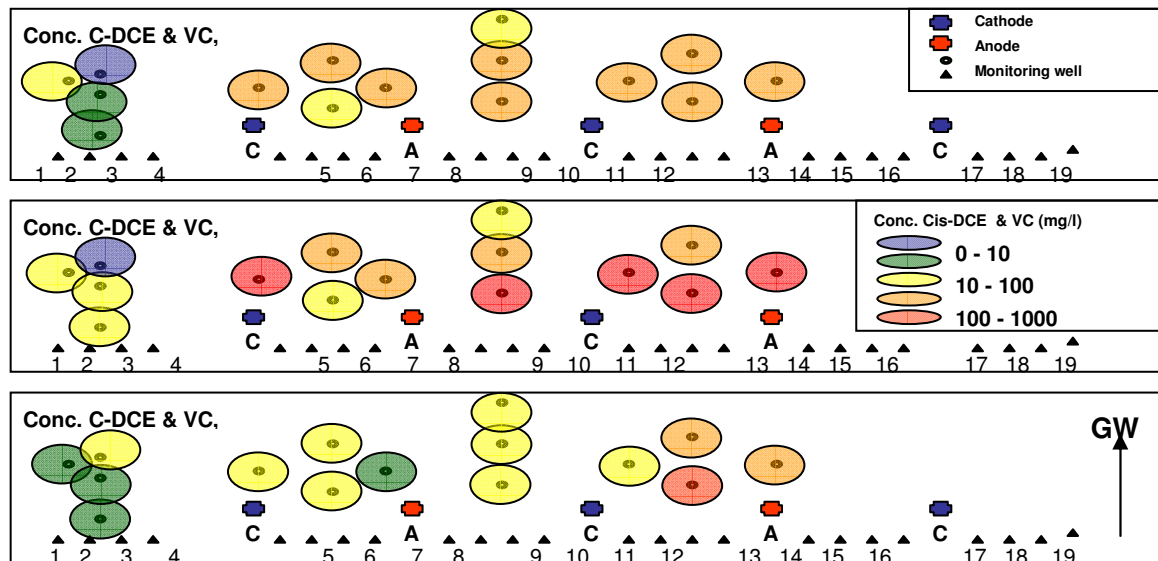 Conc. C-DCE & VC,
Cathode
Anode
Monitoring well
C A C A C
1 2 3 4 5 6 7 8 9 10 11 12 13 14 15 16 17 18 19
Conc. C-DCE & VC,
Conc. Cis-DCE & VC (mg/l)
0 - 10
10 - 100
100 - 1000
C A C A
1 2 3 4 5 6 7 8 9 10 11 12 13 14 15 16 17 18 19
Conc. C-DCE & VC,
GW
C A C A C
1 2 3 4 5 6 7 8 9 10 11 12 13 14 15 16 17 18 19